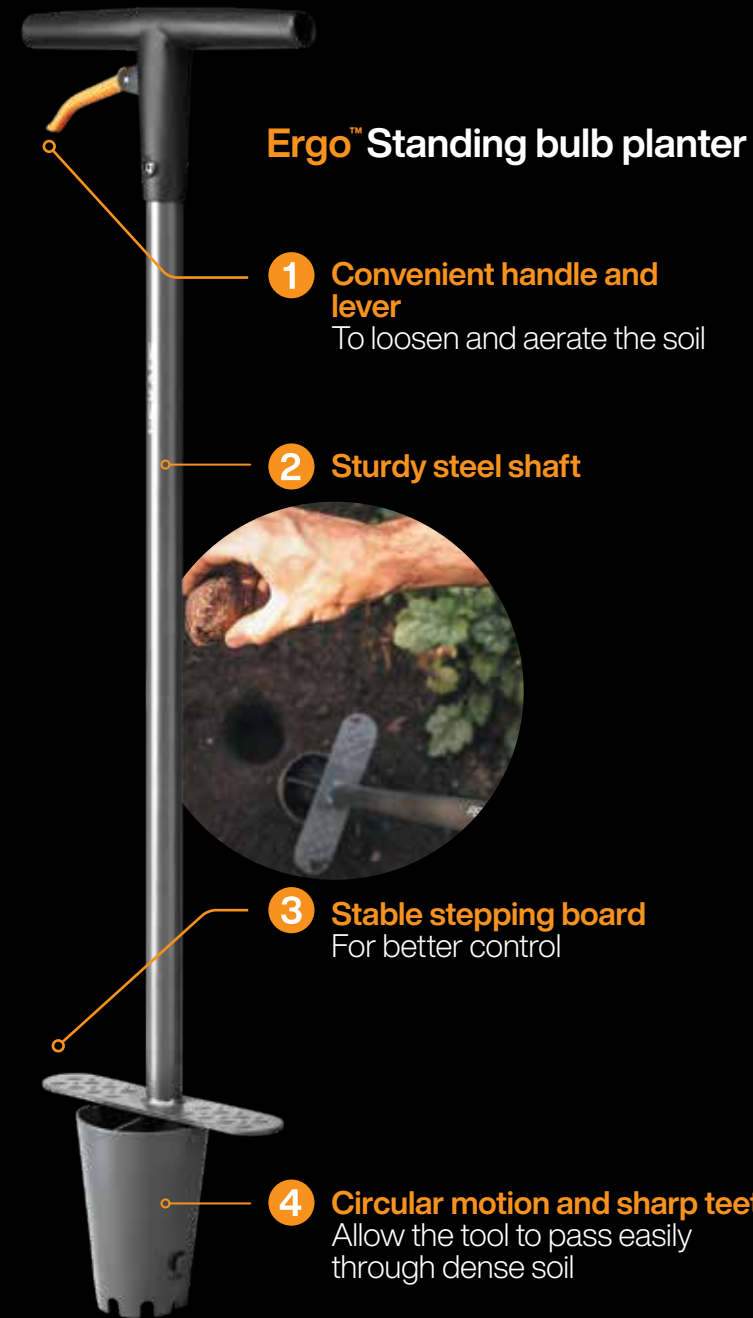 Ergo™ Standing bulb planter
1 Convenient handle and
lever
To loosen and aerate the soil
2 Sturdy steel shaft
3 Stable stepping board
For better control
4 Circular motion and sharp teet
Allow the tool to pass easily
through dense soil